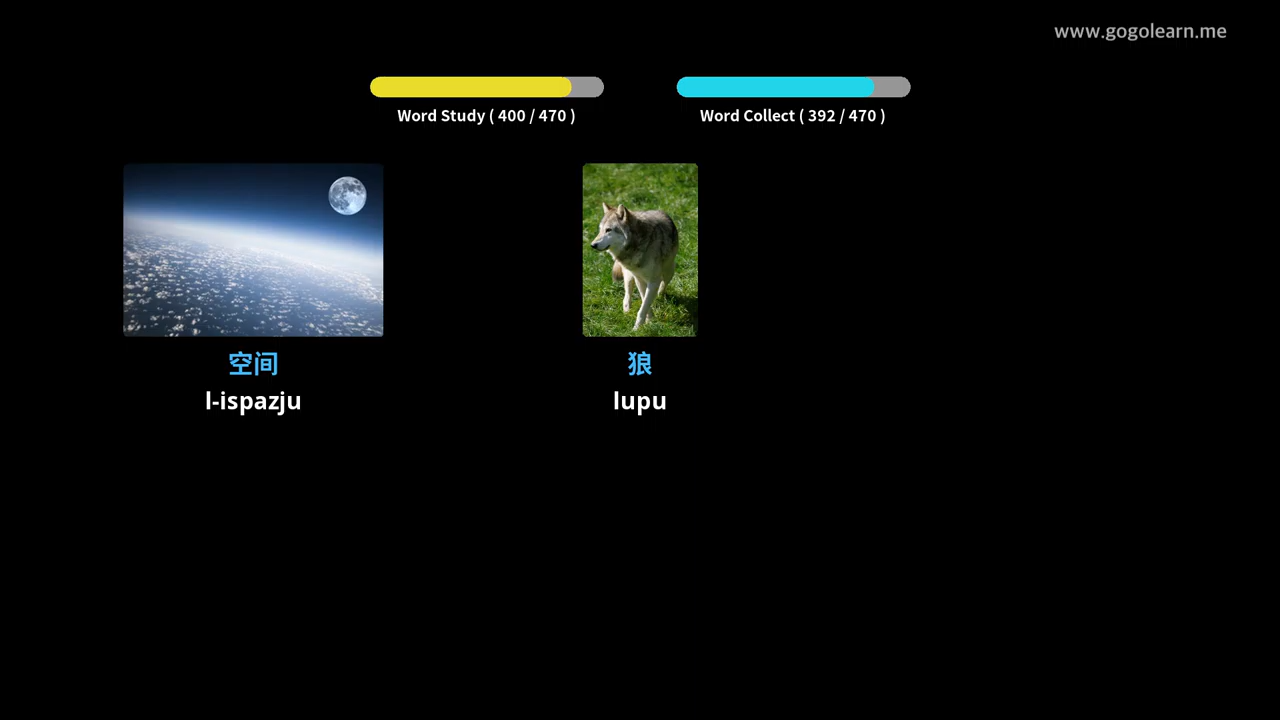 www.gogolearn.me
Word Study ( 400 / 470 )
Word Collect ( 392 / 470 )
空间
l-ispazju
狼
lupu